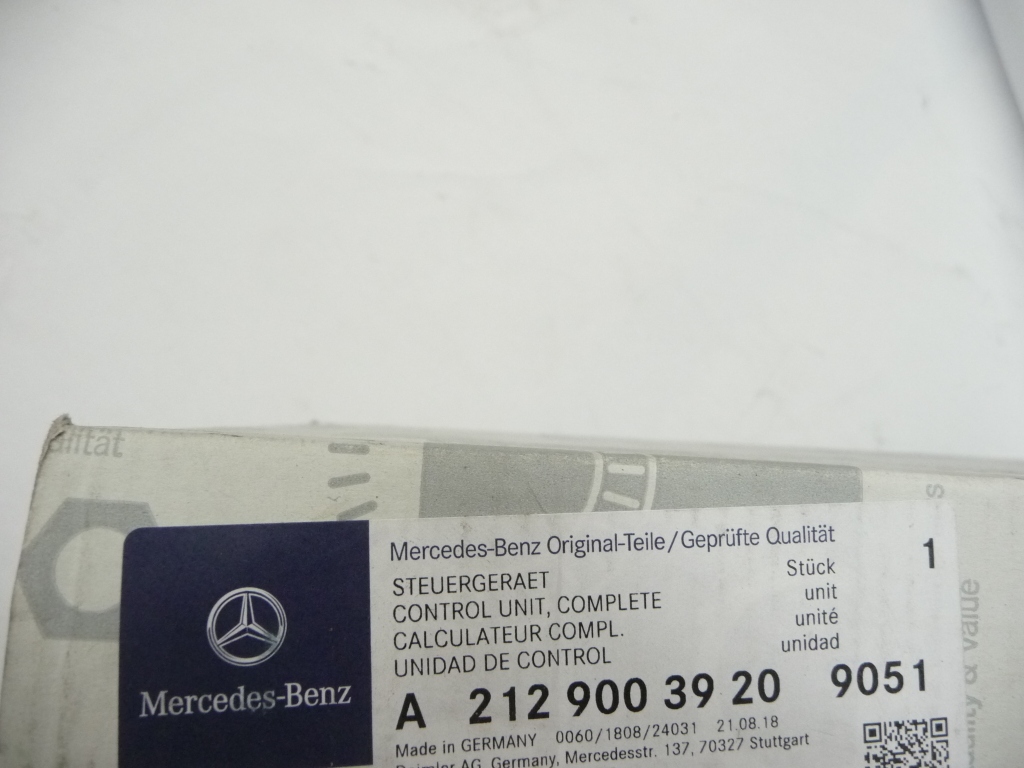 alität
Mercedes-Benz Original-Teile/Geprüfte Qualität
STEUERGERAET Stück 1
CONTROL UNIT, COMPLETE unit
CALCULATEUR COMPL. unité
UNIDAD DE CONTROL unidad
Mercedes-Benz
A 212 900 39 20 9051
Made in GERMANY 0060/1808/24031 21.08.18
Daimler AG, Germany, Mercedesstr. 137, 70327 Stuttgart
& value